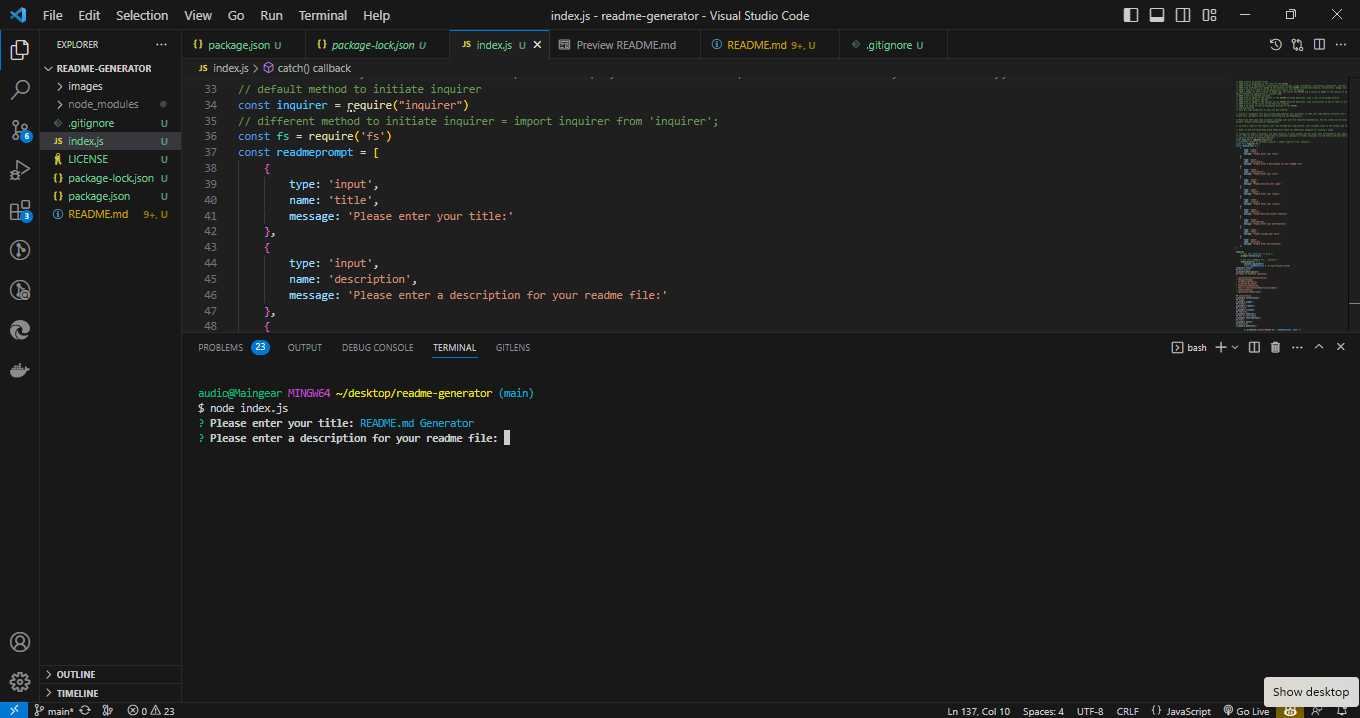 File Edit Selection View Go Run Terminal Help index.js - readme-generator - Visual Studio Code
EXPLORER
README-GENERATOR
images
node_modules
.gitignore U
JS index.js U
LICENSE U
{} package-lock.json U
{} package.json U
README.md 9+, U
OUTLINE
TIMELINE
6
3
{} package.json U {} package-lock.json U JS index.js U Preview README.md README.md 9+, U .gitignore U
JS index.js > catch() callback
33 // default method to initiate inquirer
34 const inquirer = require("inquirer")
35 // different method to initiate inquirer = import inquirer from 'inquirer';
36 const fs = require('fs')
37 const readmeprompt = [
38 {
39 type: 'input',
40 name: 'title',
41 message: 'Please enter your title:'
42 },
43 {
44 type: 'input',
45 name: 'description',
46 message: 'Please enter a description for your readme file:'
47 },
48 {
PROBLEMS 23 OUTPUT DEBUG CONSOLE TERMINAL GITLENS bash
audic@Maingear MINGW64 ~/desktop/readme-generator (main)
$ node index.js
? Please enter your title: README.md Generator
? Please enter a description for your readme file:
Show desktop
main* 0 23 Ln 137, Col 10 Spaces: 4 UTF-8 CRLF {} JavaScript Go Live